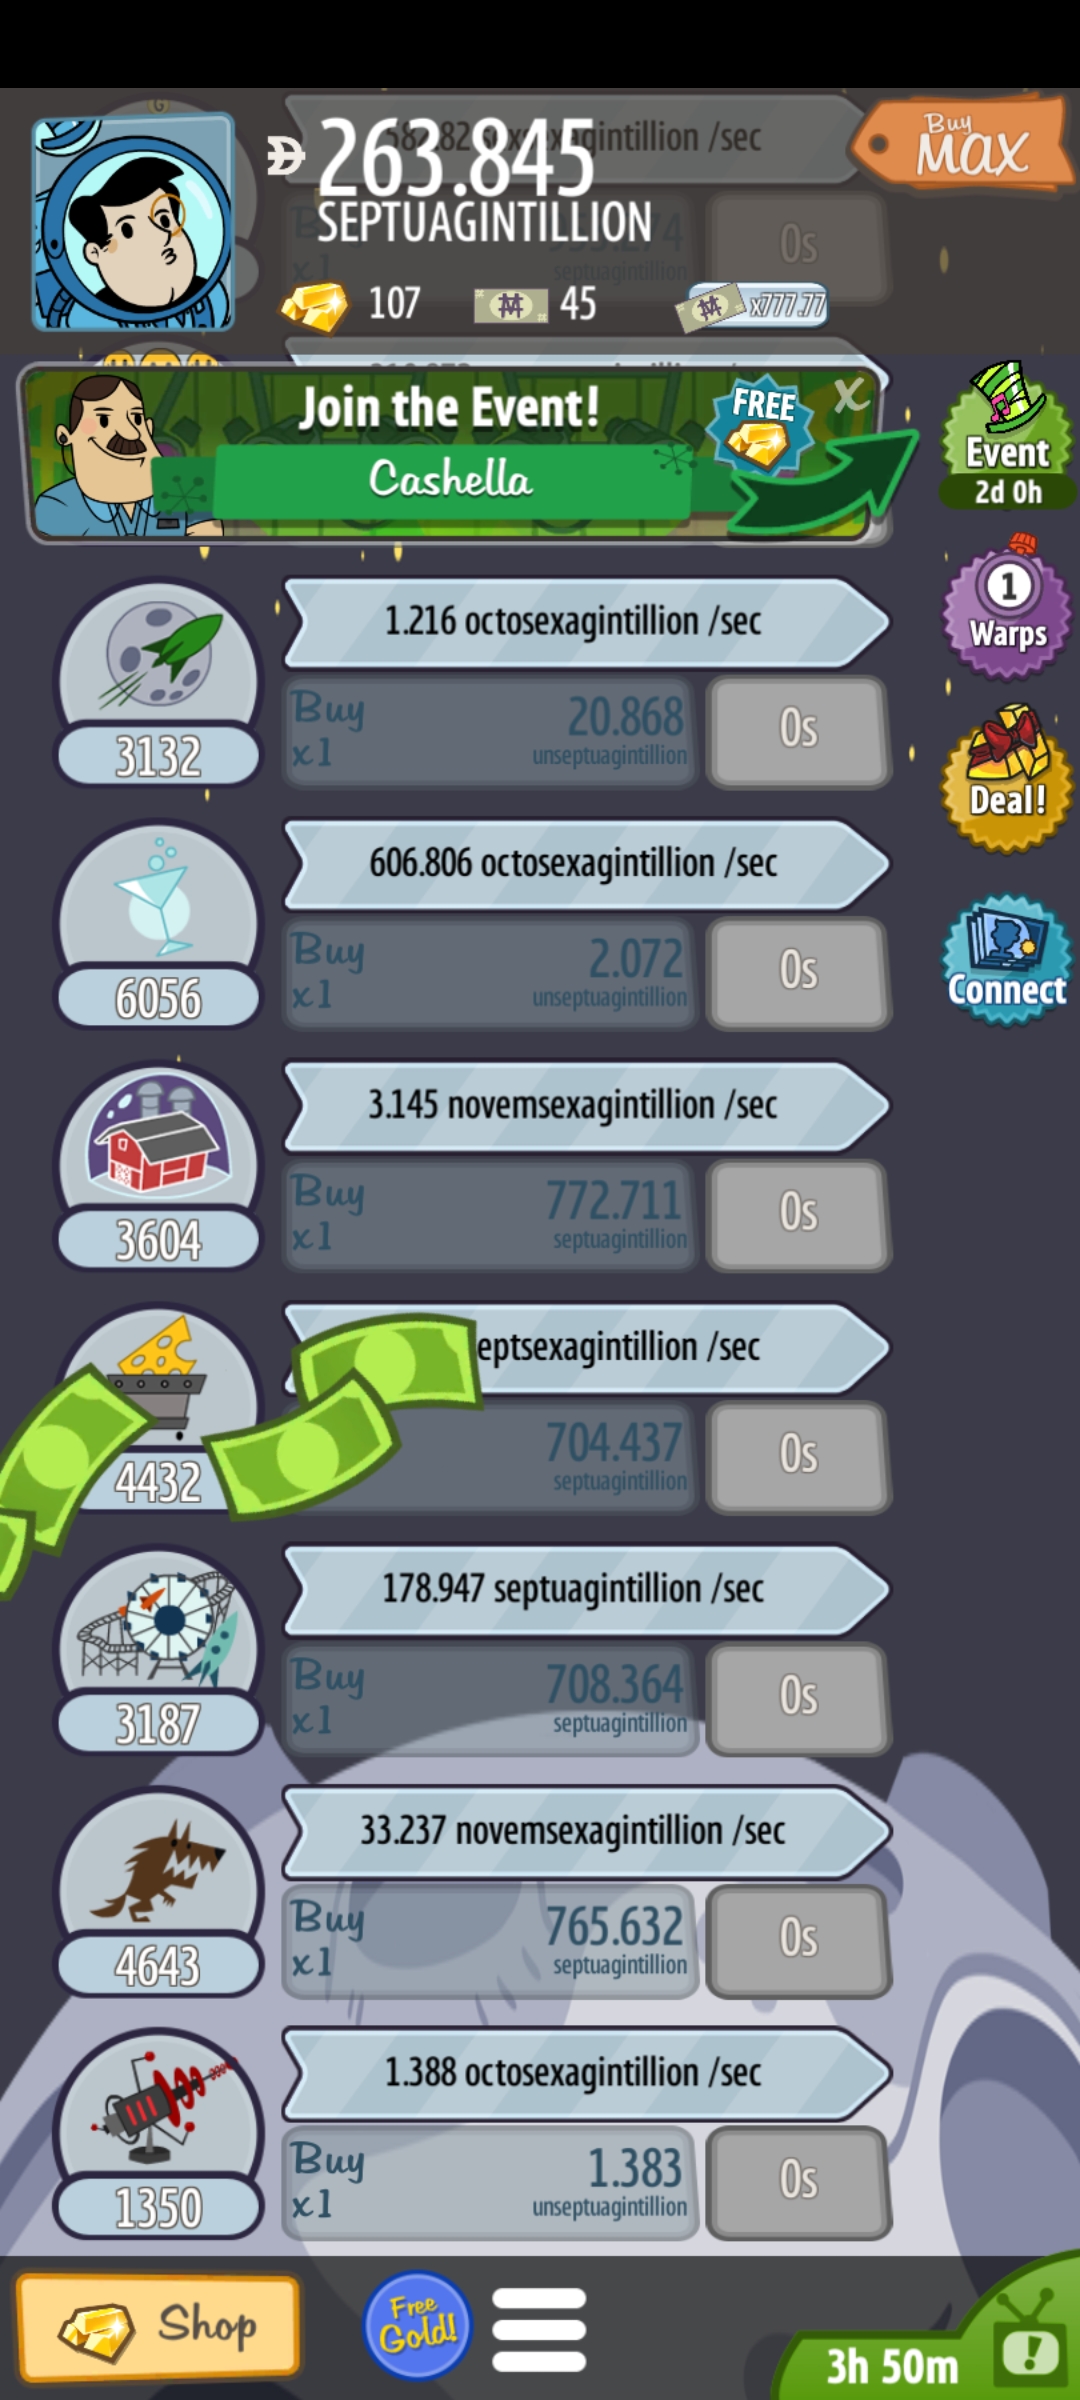 263.845
SEPTUAGINTILLION
Buy
MAX
107
45
x777.77
/sec
0s
septuagintillion
Join the Event!
FREE
X
Cashella
Event
2d 0h
1
Warps
Deal!
Connect
1.216 octosexagintillion /sec
Buy
x1
20.868
unseptuagintillion
0s
3132
606.806 octosexagintillion /sec
Buy
x1
2.072
unseptuagintillion
0s
6056
3.145 novemsexagintillion /sec
Buy
x1
772.711
septuagintillion
0s
3604
eptsexagintillion /sec
704.437
septuagintillion
0s
4432
178.947 septuagintillion /sec
Buy
x1
708.364
septuagintillion
0s
3187
33.237 novemsexagintillion /sec
Buy
x1
765.632
septuagintillion
0s
4643
1.388 octosexagintillion /sec
Buy
x1
1.383
unseptuagintillion
0s
1350
Shop
Free
Gold!
3h 50m
!